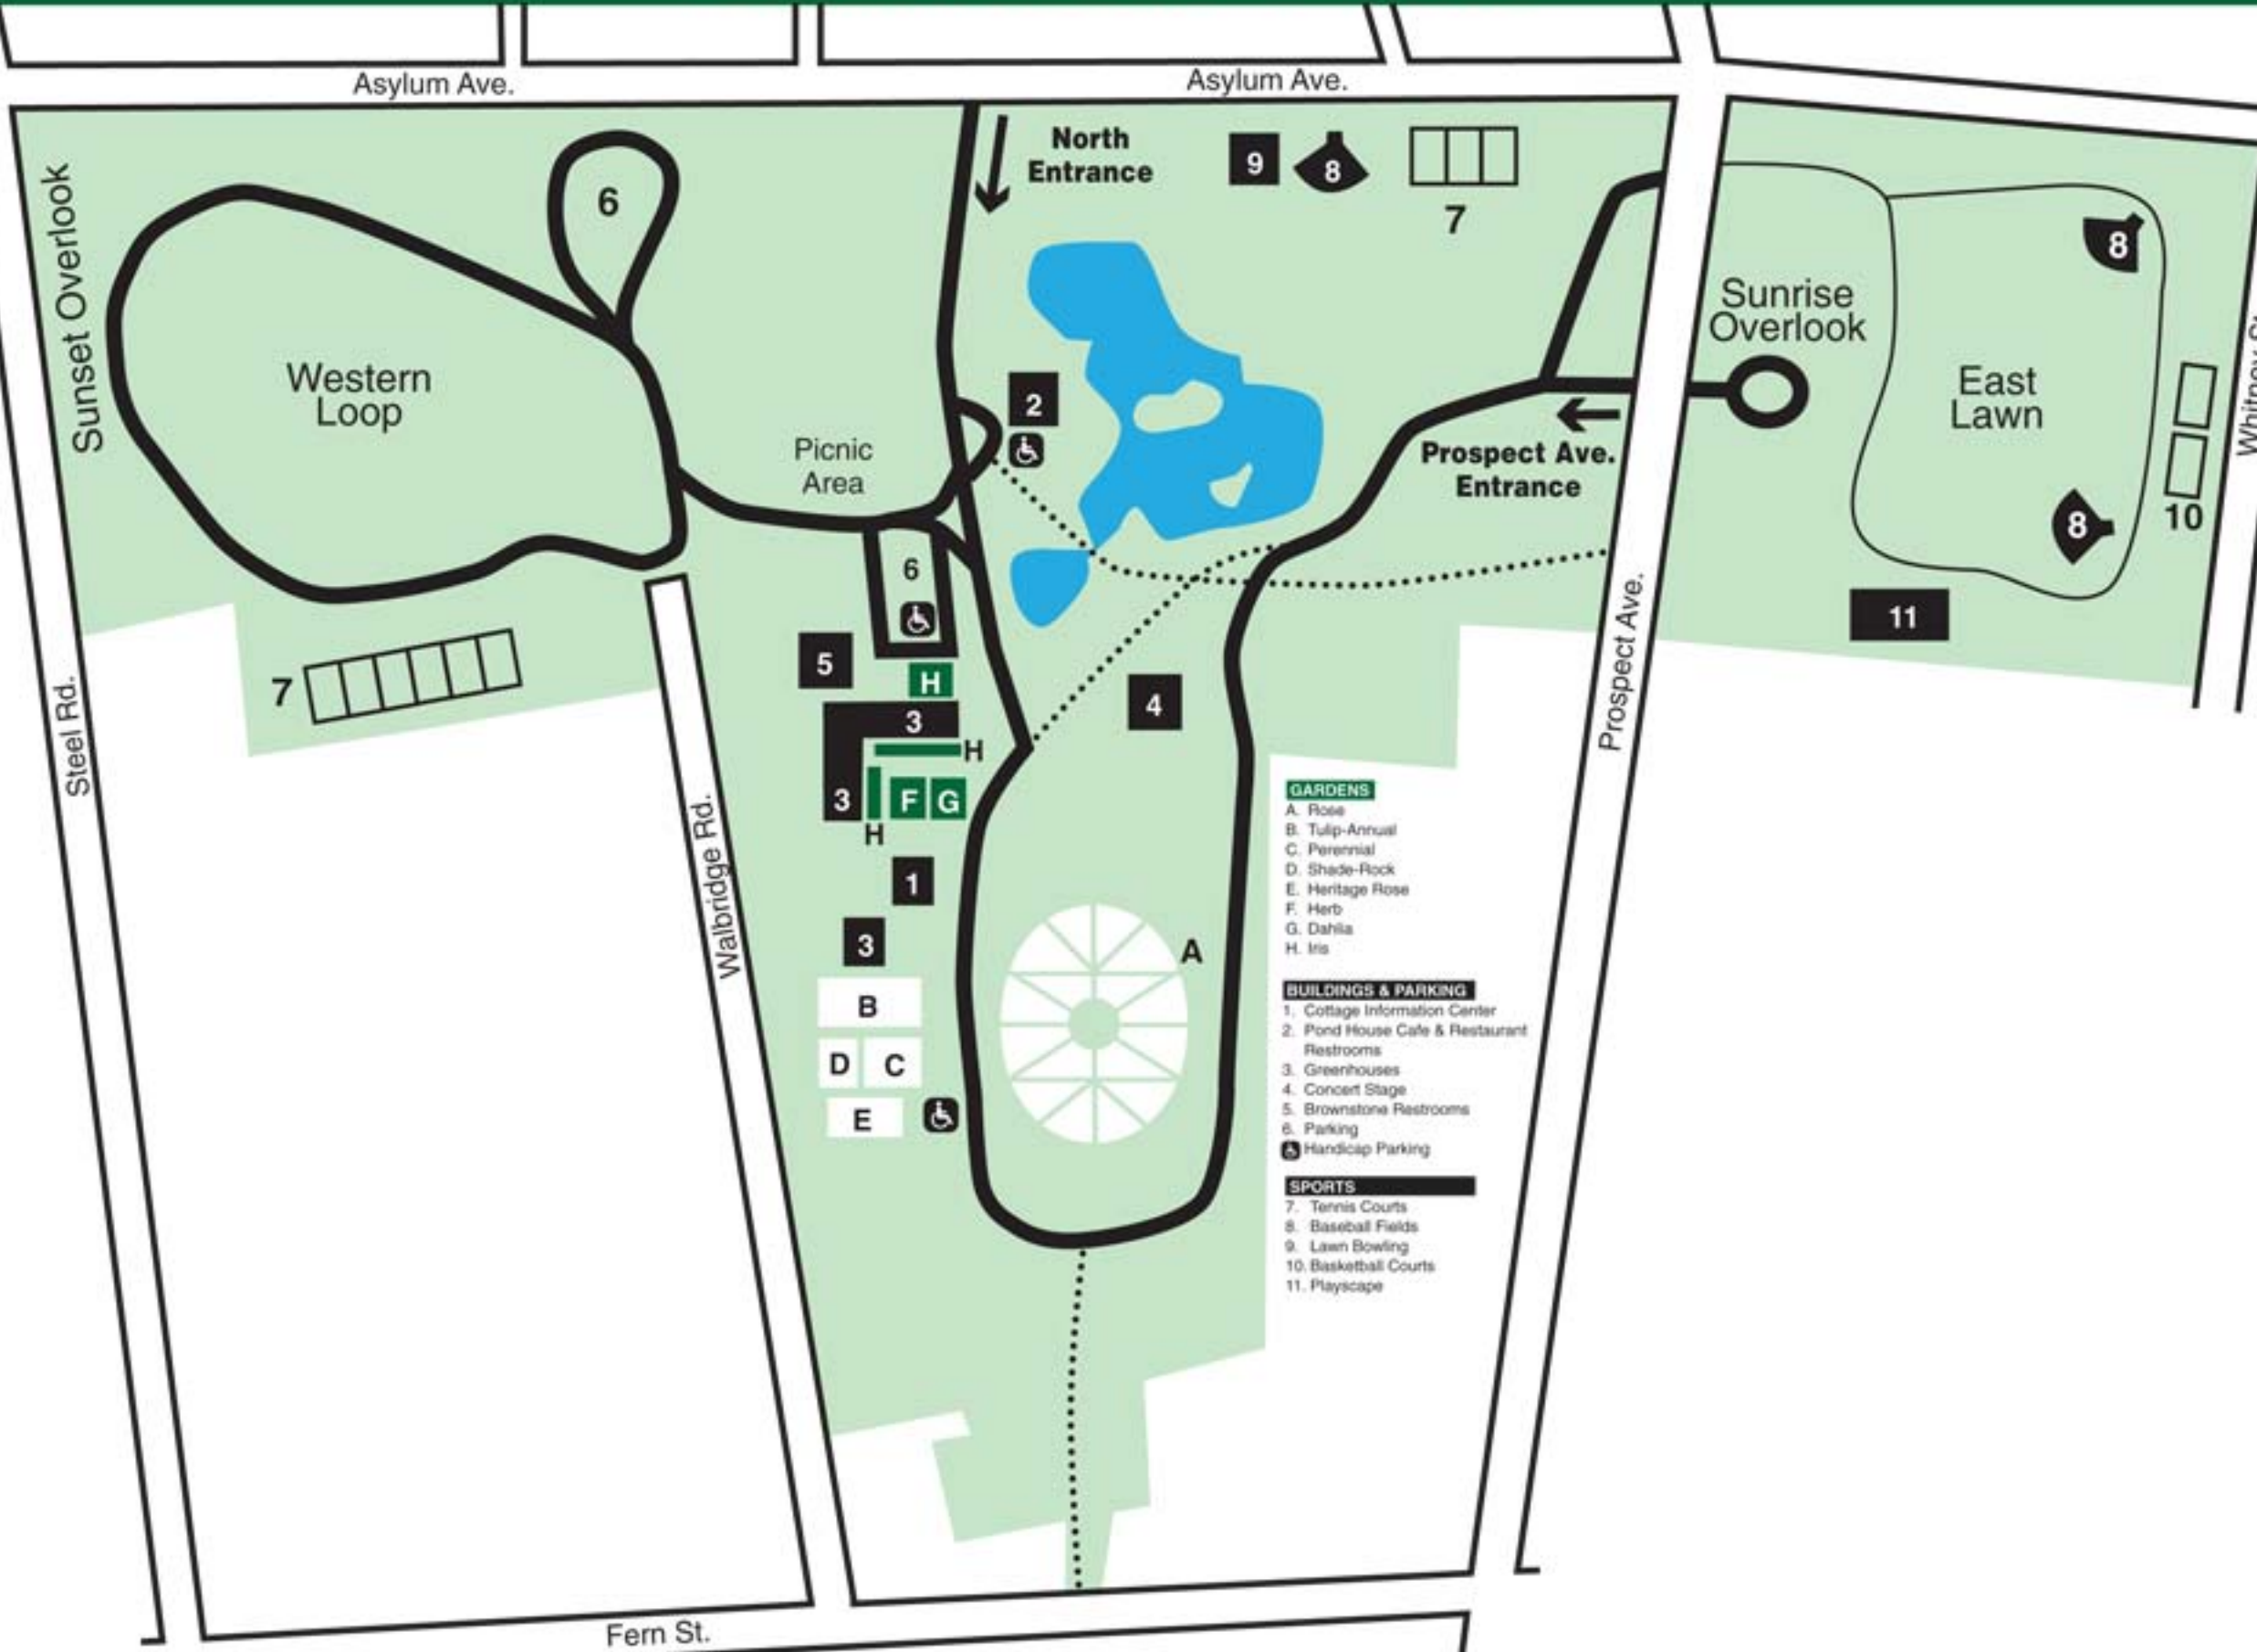 Asylum Ave.
Asylum Ave.
North
Entrance
9
8
7
6
Sunset Overlook
Western
Loop
Picnic
Area
2
Sunrise
Overlook
East
Lawn
8
8
10
11
Prospect Ave.
Entrance
6
5
H
3
H
3
F
G
H
4
7
Steel Rd.
Walbridge Rd.
Prospect Ave.
1
3
B
D
C
E
A
GARDENS
A. Rose
B. Tulip-Annual
C. Perennial
D. Shade-Rock
E. Heritage Rose
F. Herb
G. Dahlia
H. Iris
BUILDINGS & PARKING
1. Cottage Information Center
2. Pond House Cafe & Restaurant
Restrooms
3. Greenhouses
4. Concert Stage
5. Brownstone Restrooms
6. Parking
Handicap Parking
SPORTS
7. Tennis Courts
8. Baseball Fields
9. Lawn Bowling
10. Basketball Courts
11. Playscape
Fern St.